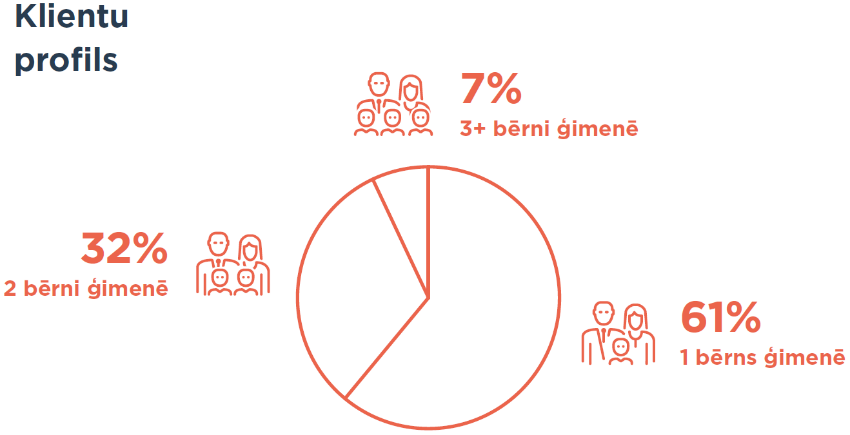 Klientu
profils
7%
3+ bērni ģimenē
32%
2 bērni ģimenē
61%
1 bērns ģimenē